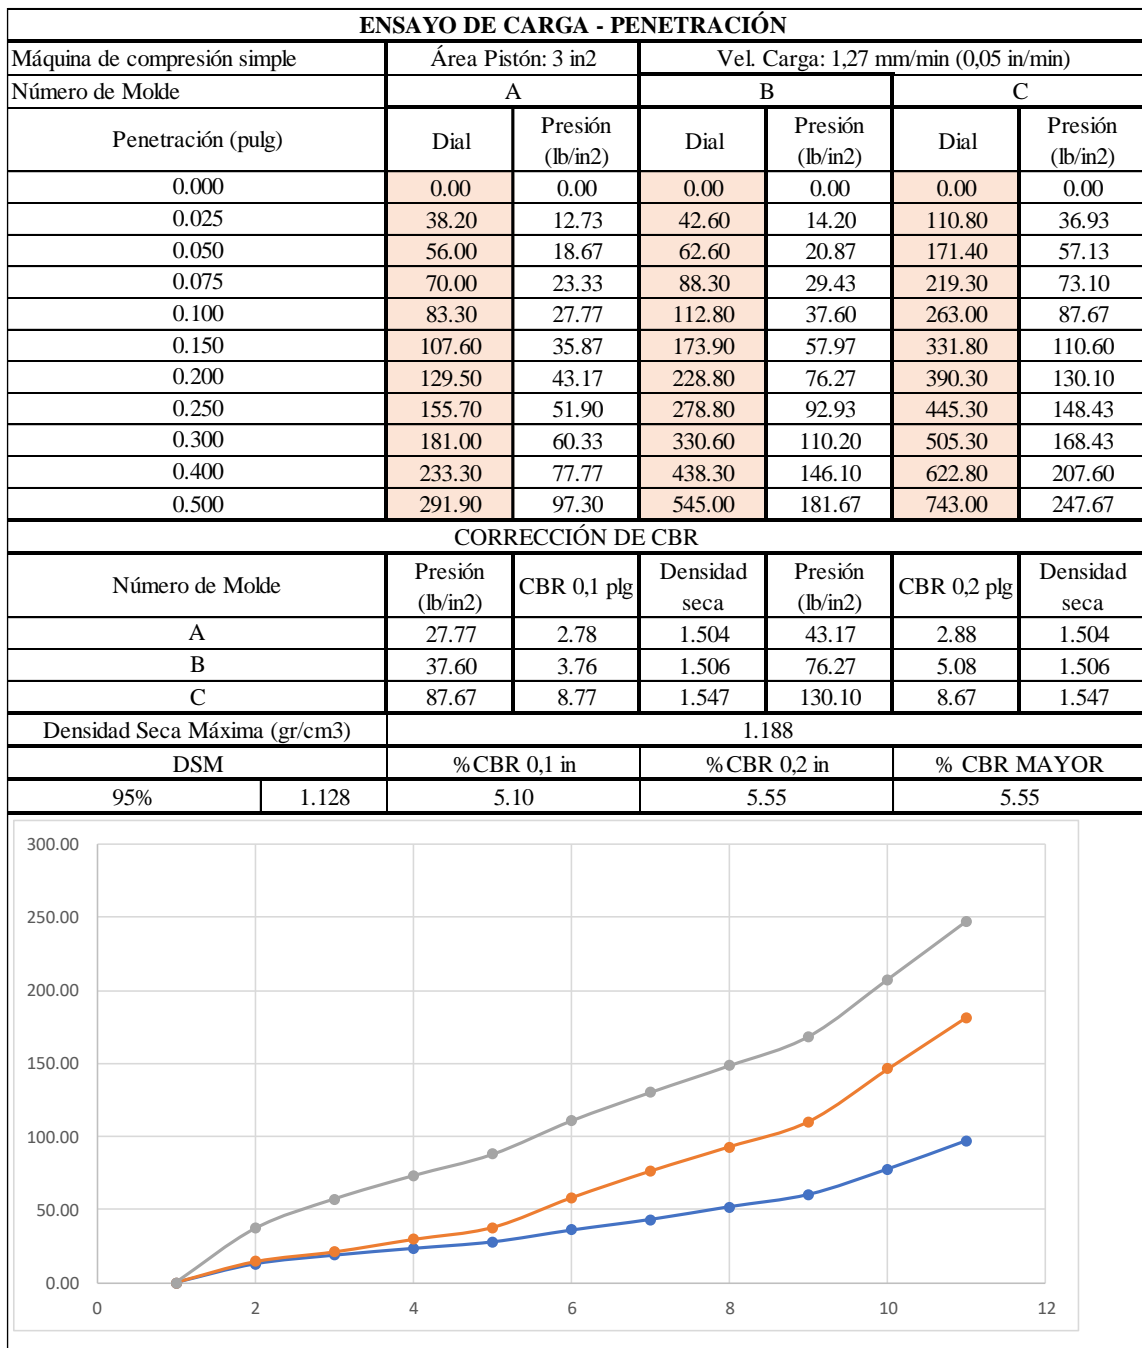 ENSAYO DE CARGA - PENETRACIÓN
Máquina de compresión simple Área Pistón: 3 in2 Vel. Carga: 1,27 mm/min (0,05 in/min)
Número de Molde A B C
Penetración (pulg) Dial Presión (lb/in2) Dial Presión (lb/in2) Dial Presión (lb/in2)
0.000 0.00 0.00 0.00 0.00 0.00 0.00
0.025 38.20 12.73 42.60 14.20 110.80 36.93
0.050 56.00 18.67 62.60 20.87 171.40 57.13
0.075 70.00 23.33 88.30 29.43 219.30 73.10
0.100 83.30 27.77 112.80 37.60 263.00 87.67
0.150 107.60 35.87 173.90 57.97 331.80 110.60
0.200 129.50 43.17 228.80 76.27 390.30 130.10
0.250 155.70 51.90 278.80 92.93 445.30 148.43
0.300 181.00 60.33 330.60 110.20 505.30 168.43
0.400 233.30 77.77 438.30 146.10 622.80 207.60
0.500 291.90 97.30 545.00 181.67 743.00 247.67
CORRECCIÓN DE CBR
Número de Molde Presión (lb/in2) CBR 0,1 plg Densidad seca Presión (lb/in2) CBR 0,2 plg Densidad seca
A 27.77 2.78 1.504 43.17 2.88 1.504
B 37.60 3.76 1.506 76.27 5.08 1.506
C 87.67 8.77 1.547 130.10 8.67 1.547
Densidad Seca Máxima (gr/cm3) 1.188
DSM %CBR 0,1 in %CBR 0,2 in % CBR MAYOR
95% 1.128 5.10 5.55 5.55
300.00
250.00
200.00
150.00
100.00
50.00
0.00
0 2 4 6 8 10 12